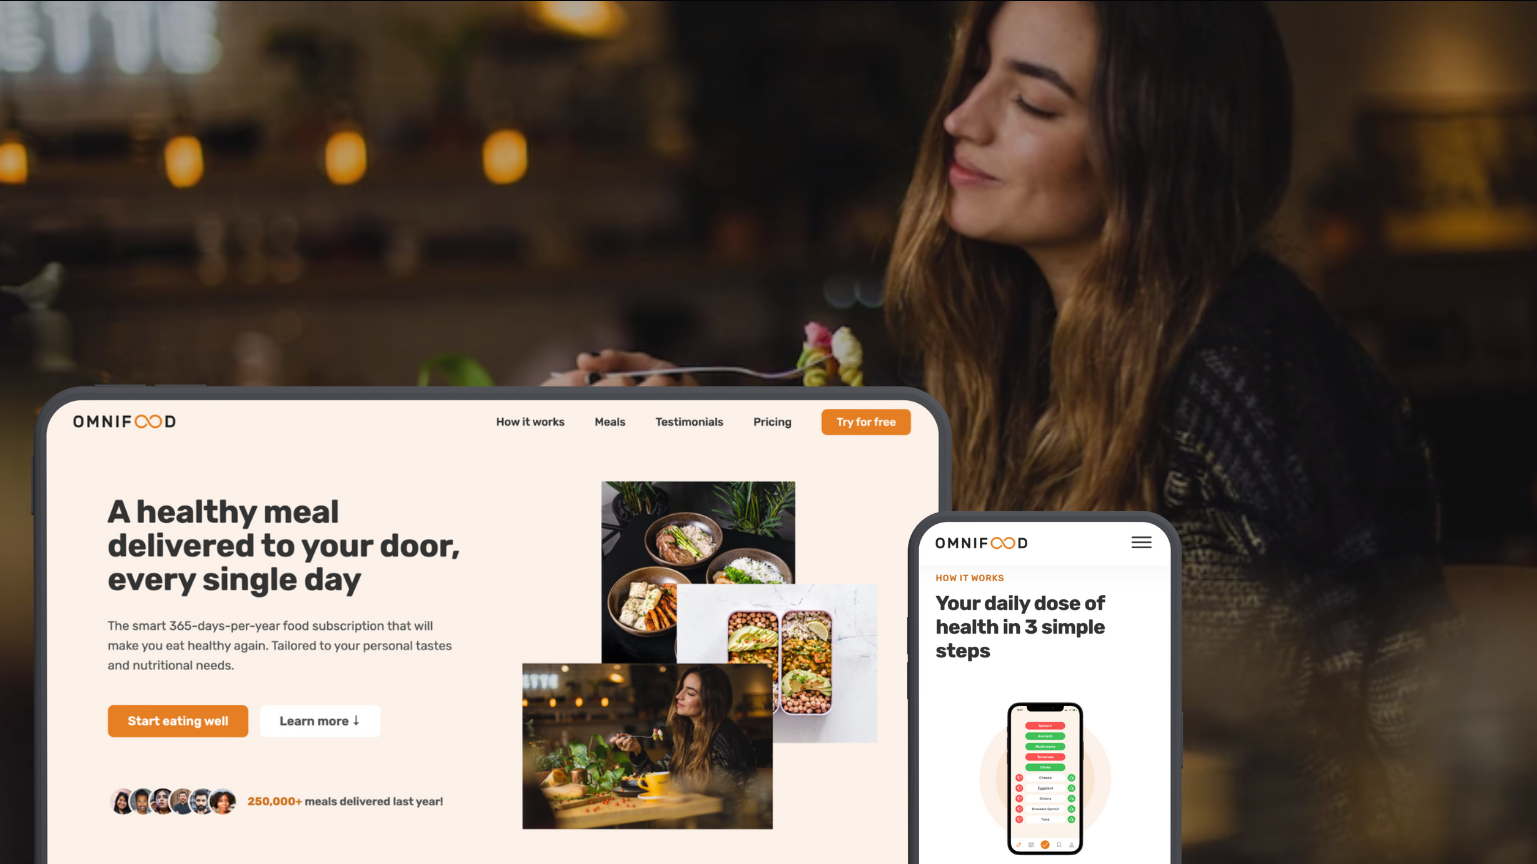 ETTE
OMNIFOOD
How it works
Meals
Testimonials
Pricing
Try for free
A healthy meal
delivered to your door,
every single day
The smart 365-days-per-year food subscription that will
make you eat healthy again. Tailored to your personal tastes
and nutritional needs.
Start eating well
Learn more ↓
250,000+ meals delivered last year!
OMNIFOOD
HOW IT WORKS
Your daily dose of
health in 3 simple
steps